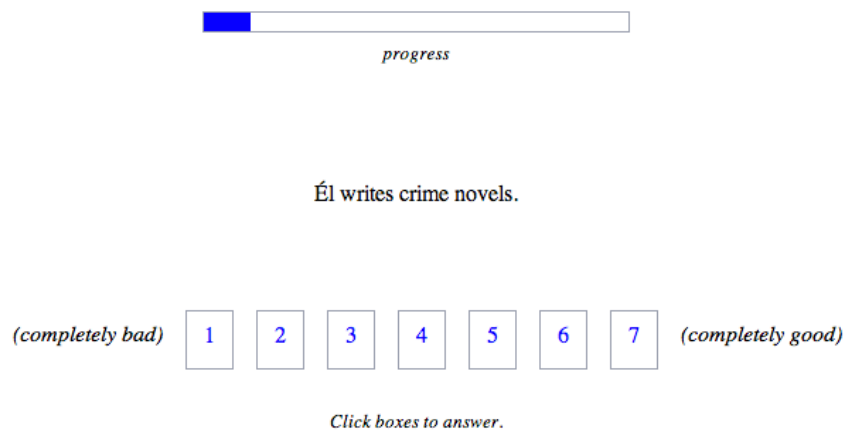 progress
Él writes crime novels.
(completely bad) 1 2 3 4 5 6 7 (completely good)
Click boxes to answer.